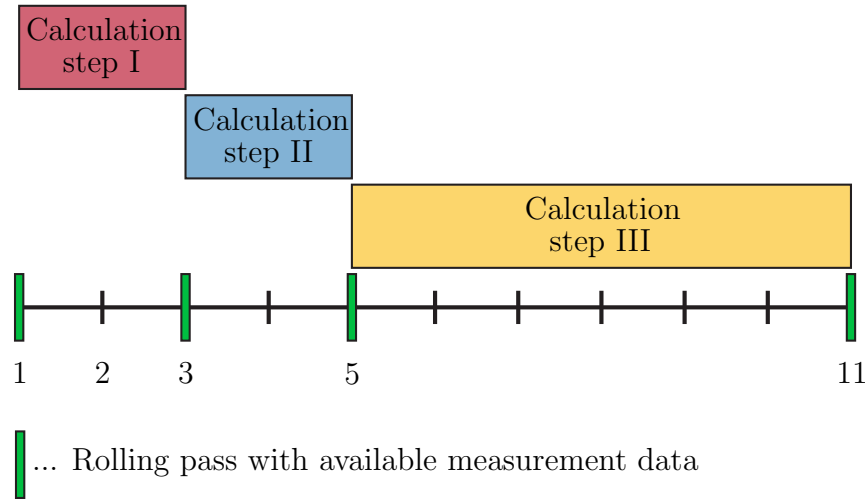 Calculation
step I
Calculation
step II
Calculation
step III
1 2 3 5 11
... Rolling pass with available measurement data